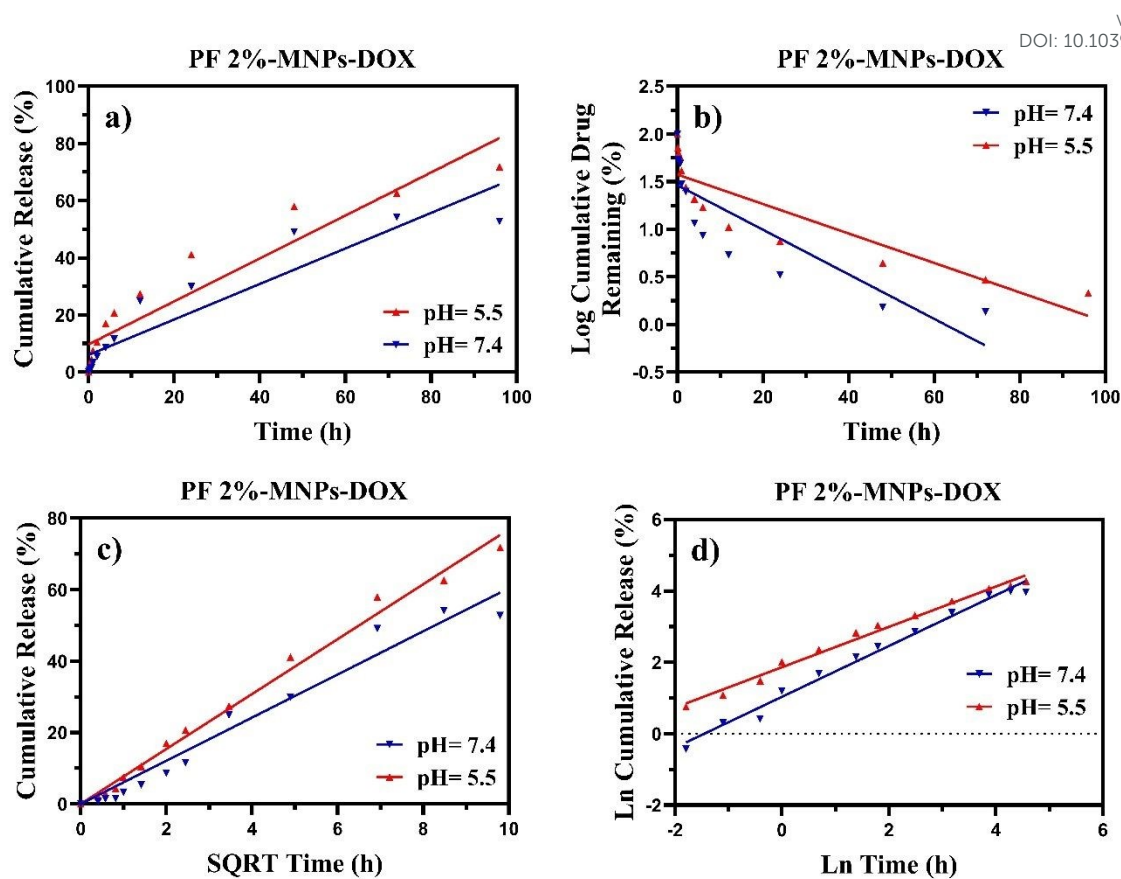 DOI: 10.1039
PF 2%-MNPs-DOX
a)
Cumulative Release (%)
100
80
60
40
20
0
pH= 5.5
pH= 7.4
0 20 40 60 80 100
Time (h)
PF 2%-MNPs-DOX
b)
Log Cumulative Drug
Remaining (%)
2.5
2.0
1.5
1.0
0.5
0.0
-0.5
pH= 7.4
pH= 5.5
0 20 40 60 80 100
Time (h)
PF 2%-MNPs-DOX
c)
Cumulative Release (%)
80
60
40
20
0
pH= 7.4
pH= 5.5
0 2 4 6 8 10
SQRT Time (h)
PF 2%-MNPs-DOX
d)
Ln Cumulative Release (%)
6
4
2
0
-2
pH= 7.4
pH= 5.5
-2 0 2 4 6
Ln Time (h)